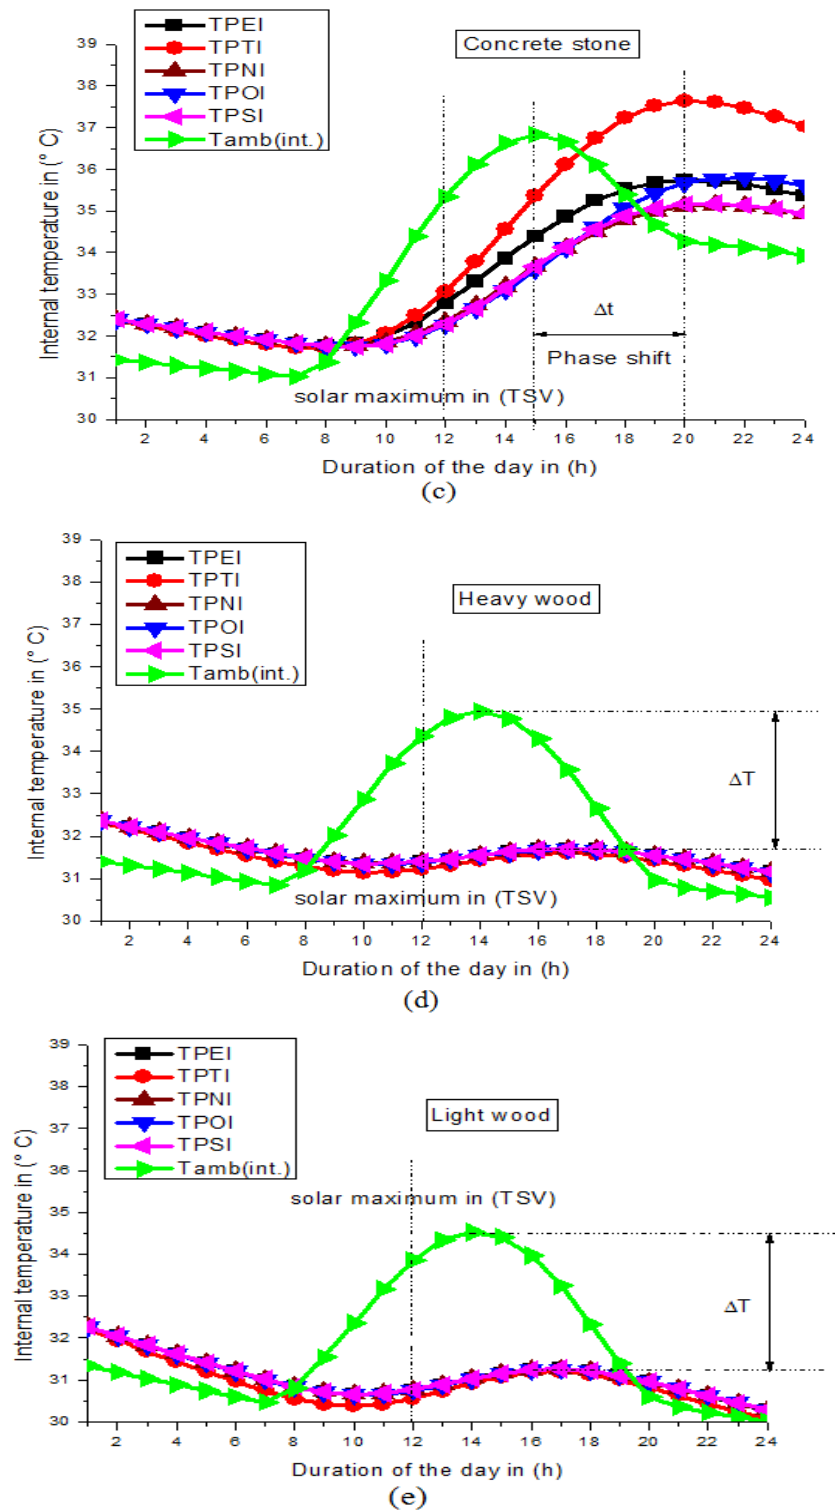 TPEI
TPTI
TPNI
TPOI
TPSI
Tamb(int.)
Concrete stone
Internal temperature in (° C)
39
38
37
36
35
34
33
32
31
30
Δt
Phase shift
solar maximum in (TSV)
2 4 6 8 10 12 14 16 18 20 22 24
Duration of the day in (h)
(c)
TPEI
TPTI
TPNI
TPOI
TPSI
Tamb(int.)
Heavy wood
Internal temperature in (° C)
39
38
37
36
35
34
33
32
31
30
ΔT
solar maximum in (TSV)
2 4 6 8 10 12 14 16 18 20 22 24
Duration of the day in (h)
(d)
TPEI
TPTI
TPNI
TPOI
TPSI
Tamb(int.)
Light wood
Internal temperature in (° C)
39
38
37
36
35
34
33
32
31
30
solar maximum in (TSV)
ΔT
2 4 6 8 10 12 14 16 18 20 22 24
Duration of the day in (h)
(e)